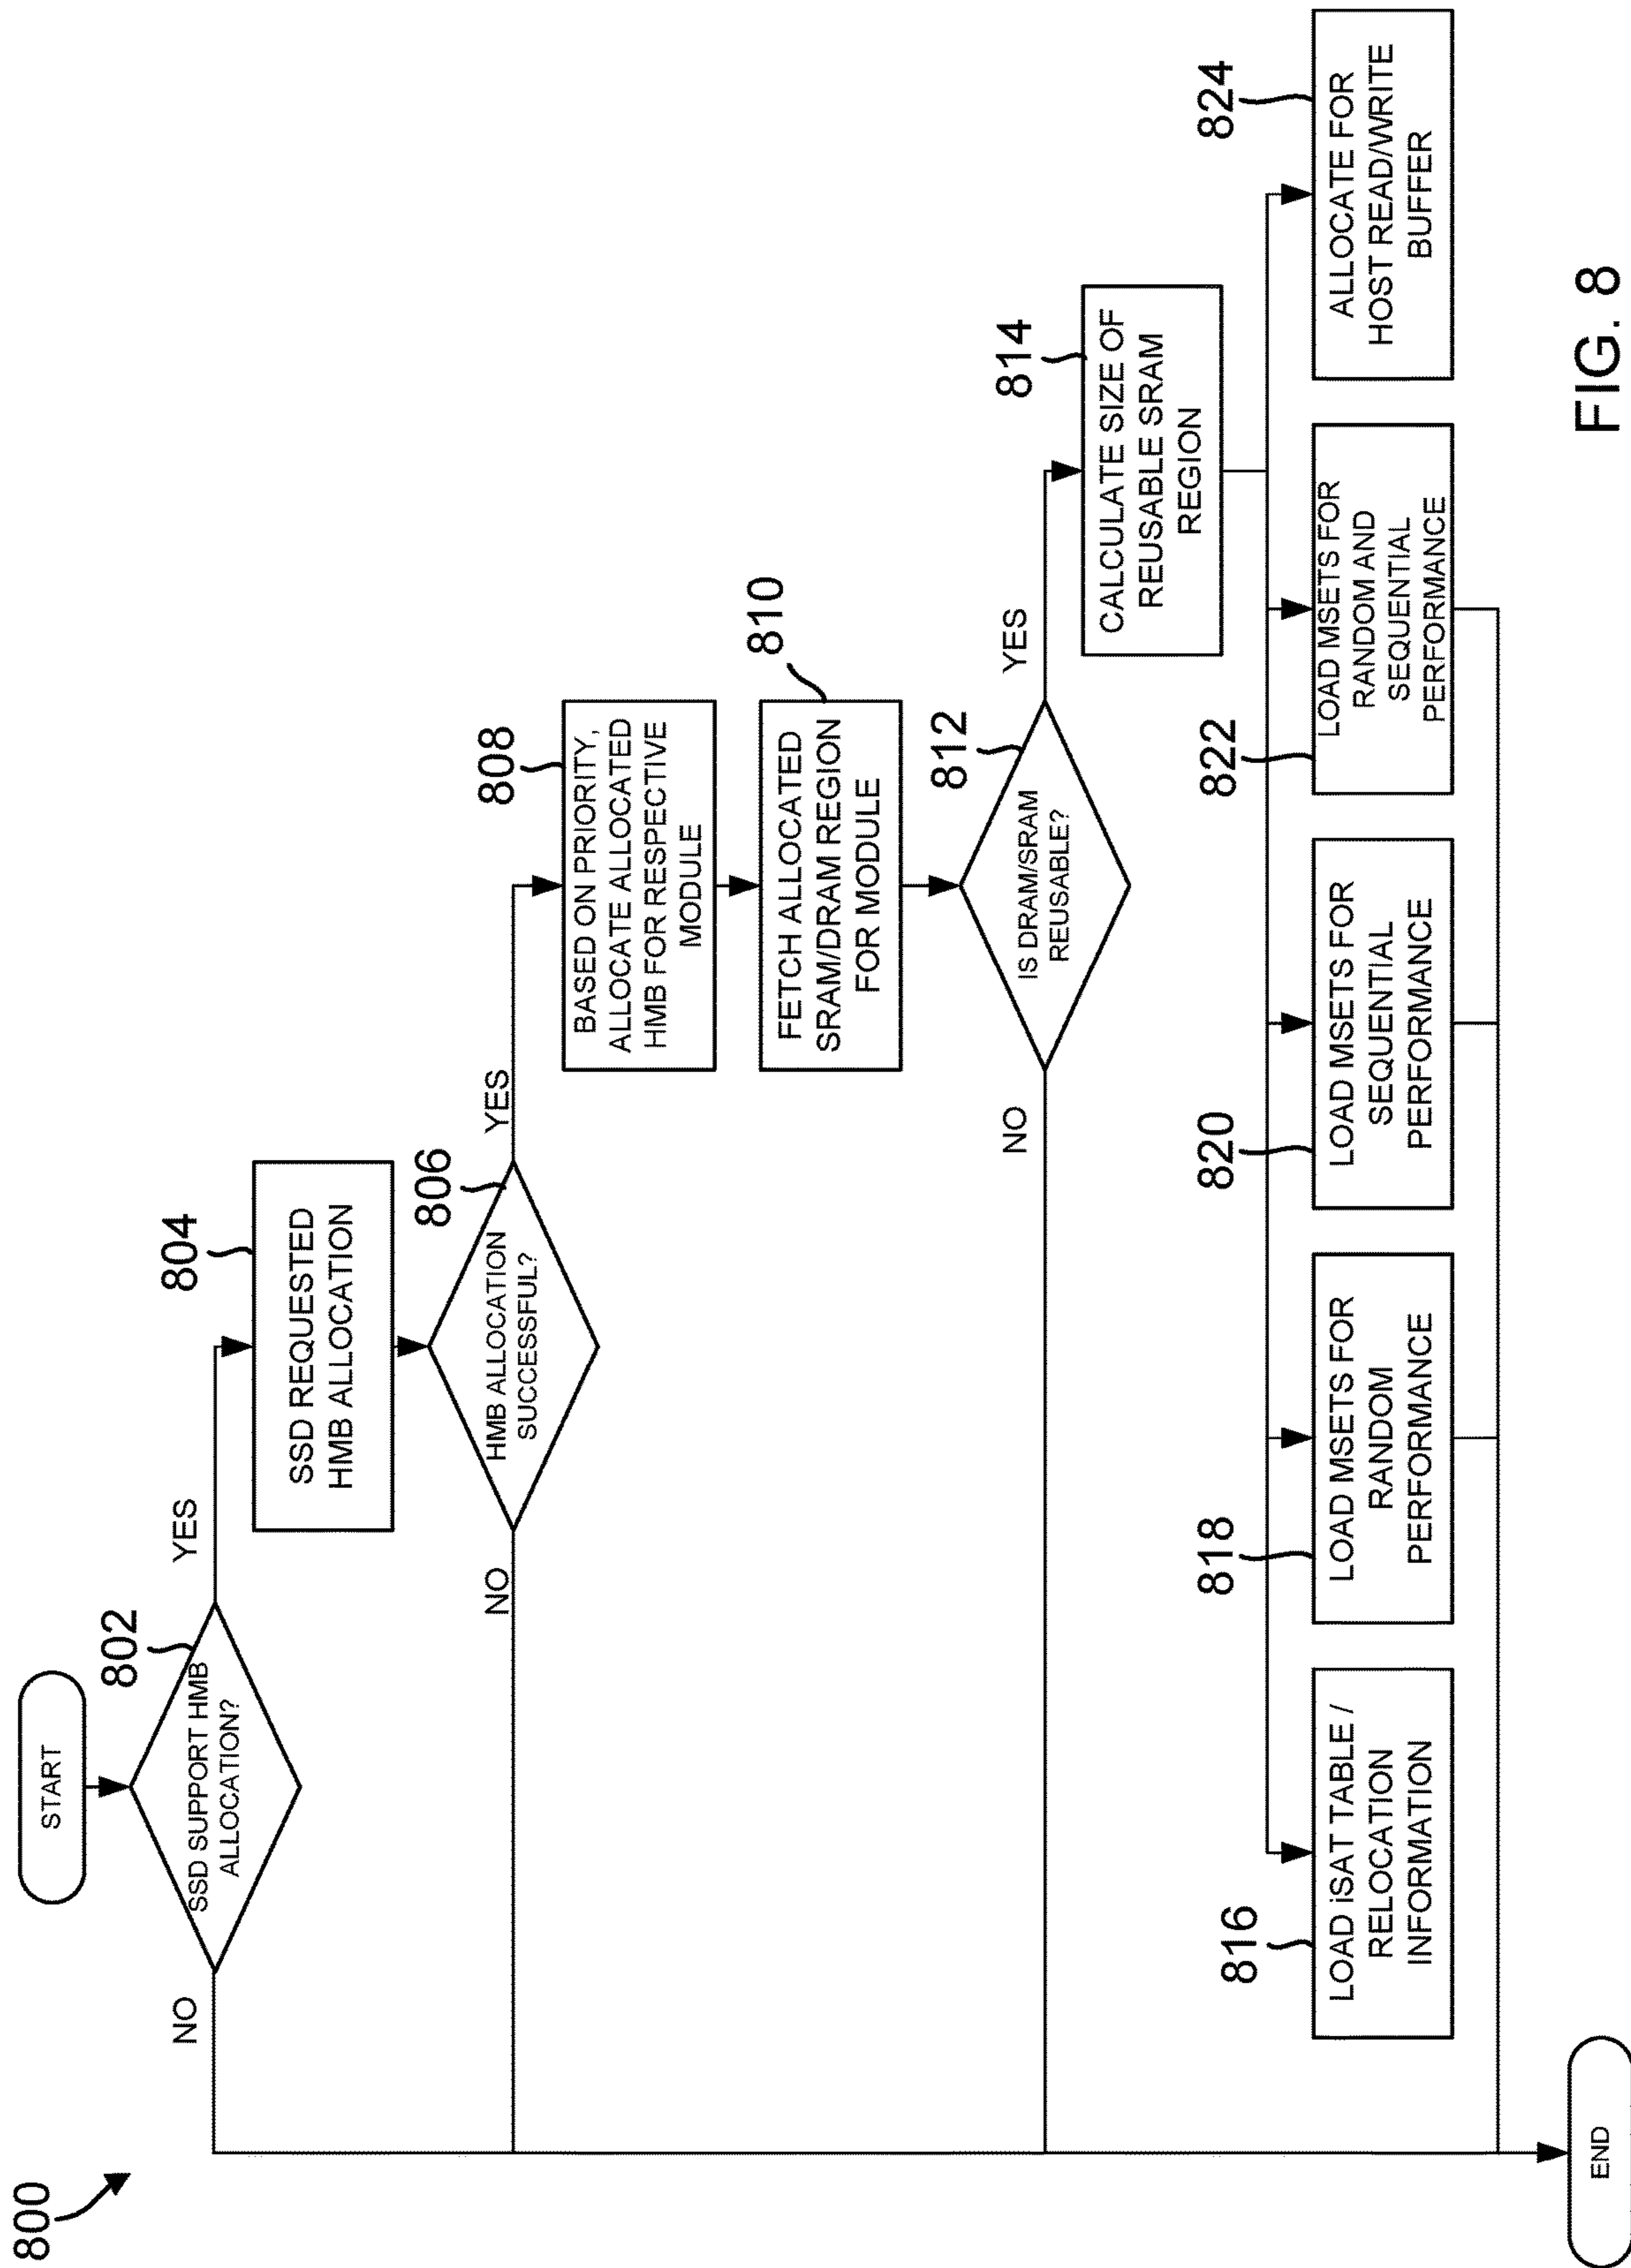 800
START
802
SSD SUPPORT HMB
ALLOCATION?
NO
YES
804
SSD REQUESTED
HMB ALLOCATION
806
HMB ALLOCATION
SUCCESSFUL?
NO
YES
808
BASED ON PRIORITY,
ALLOCATE ALLOCATED
HMB FOR RESPECTIVE
MODULE
810
FETCH ALLOCATED
SRAM/DRAM REGION
FOR MODULE
812
IS DRAM/SRAM
REUSABLE?
NO
YES
814
CALCULATE SIZE OF
REUSABLE SRAM
REGION
816
LOAD iSAT TABLE /
RELOCATION
INFORMATION
818
LOAD MSETS FOR
RANDOM
PERFORMANCE
820
LOAD MSETS FOR
SEQUENTIAL
PERFORMANCE
822
LOAD MSETS FOR
RANDOM AND
SEQUENTIAL
PERFORMANCE
824
ALLOCATE FOR
HOST READ/WRITE
BUFFER
END
FIG. 8